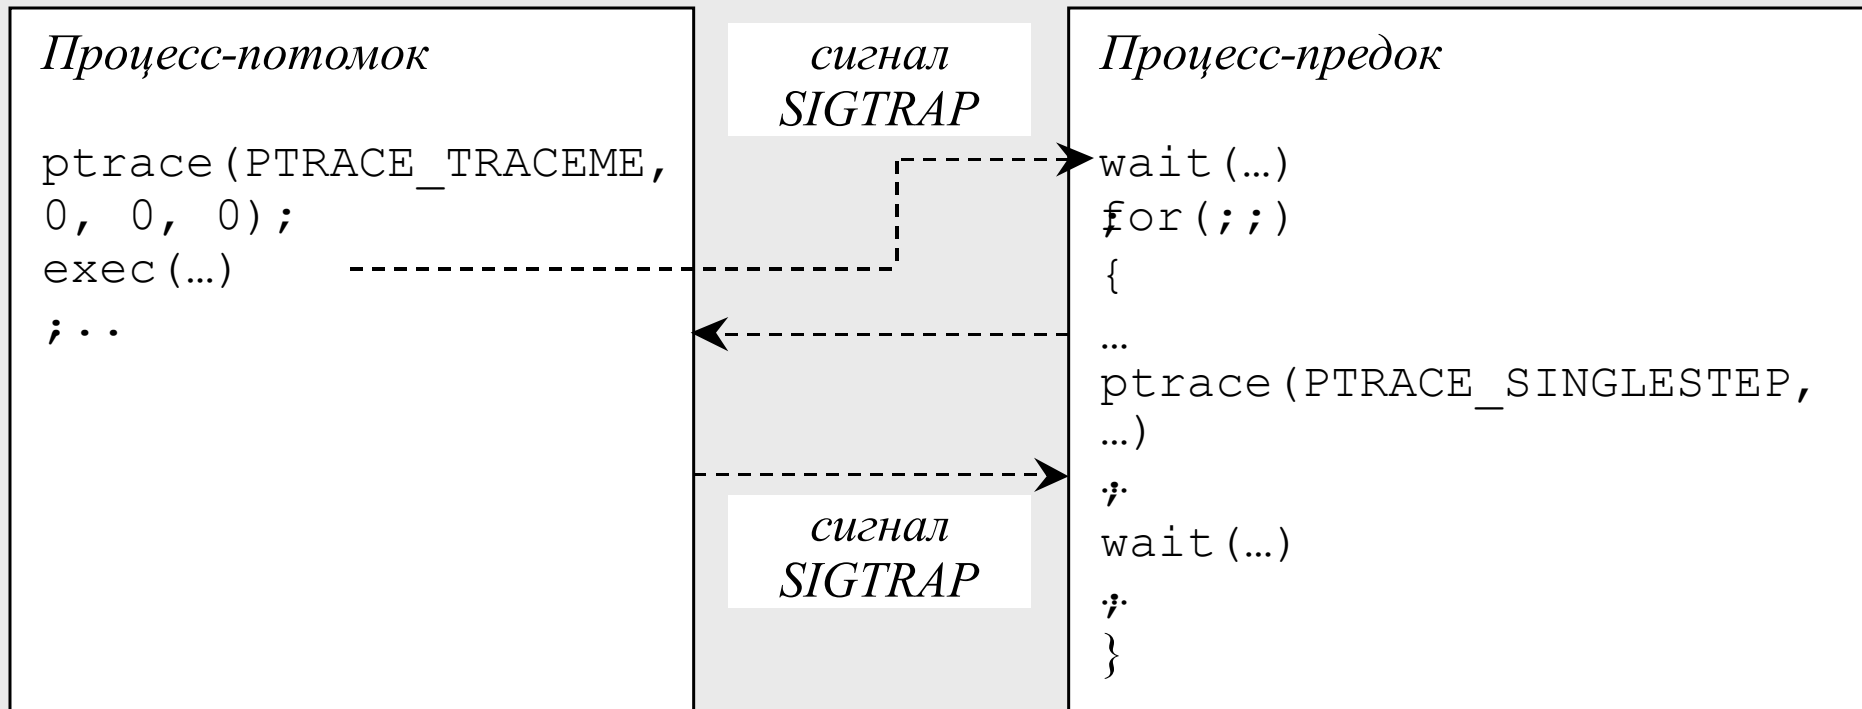 Процесс-потомок
ptrace(PTRACE_TRACEME,
0, 0, 0);
exec(…)
;..
сигнал
SIGTRAP
сигнал
SIGTRAP
Процесс-предок
wait(…)
;
for(;;)
{
…
ptrace(PTRACE_SINGLESTEP,
…)
;
wait(…)
;
}